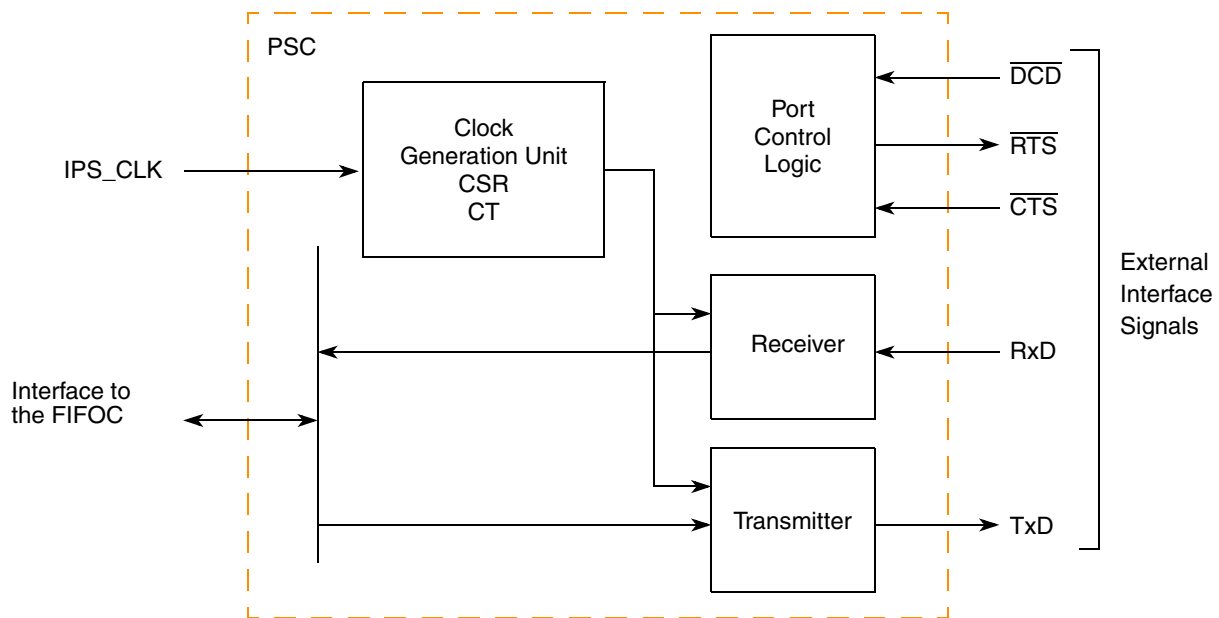 PSC
Clock
Generation Unit
CSR
CT
Port
Control
Logic
DCD
RTS
CTS
IPS_CLK
External
Interface
Signals
Receiver
RxD
Interface to
the FIFOC
Transmitter
TxD